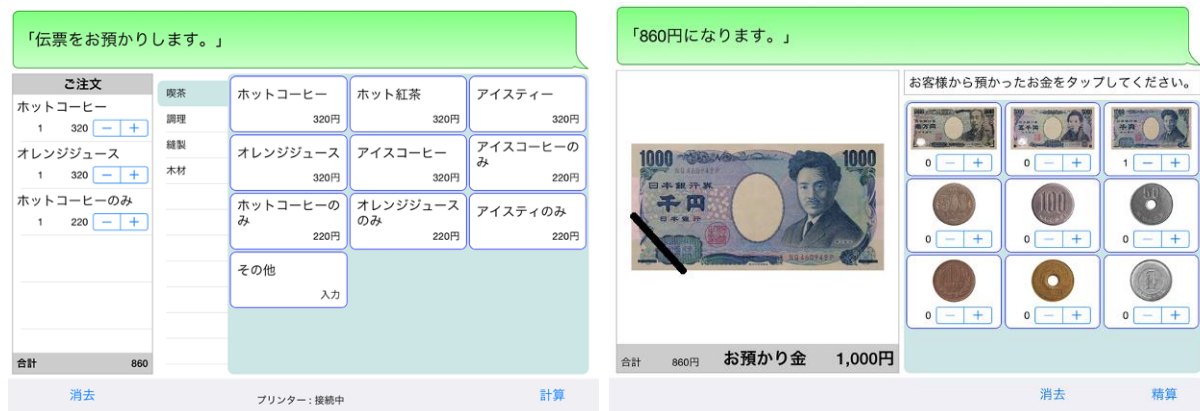 「伝票をお預かりします。」
ご注文
ホットコーヒー
1 320 − +
オレンジジュース
1 320 − +
ホットコーヒーのみ
1 220 − +
合計 860
喫茶
調理
縫製
木材
ホットコーヒー
320円
ホット紅茶
320円
アイスティー
320円
オレンジジュース
320円
アイスコーヒー
320円
アイスコーヒーの
み
220円
ホットコーヒーの
み
220円
オレンジジュース
のみ
220円
アイスティのみ
220円
その他
入力
消去
プリンター : 接続中
計算
「860円になります。」
1000 1000
日本銀行券
千円
日本銀行
合計 860円 お預かり金 1,000円
お客様から預かったお金をタップしてください。
0 − +
0 − +
1 − +
500
0 − +
100
0 − +
50
0 − +
0 − +
0 − +
1
0 − +
消去
精算